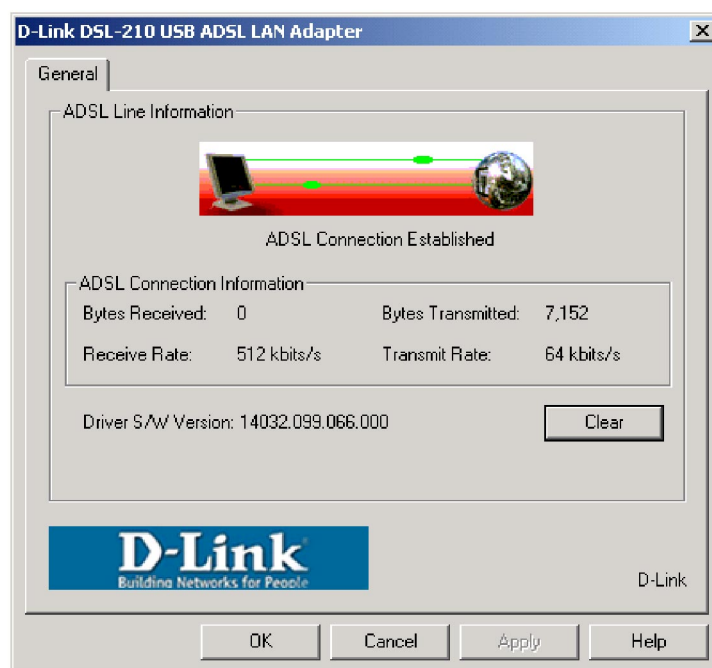 D-Link DSL-210 USB ADSL LAN Adapter
General
ADSL Line Information
ADSL Connection Established
ADSL Connection Information
Bytes Received: 0 Bytes Transmitted: 7,152
Receive Rate: 512 kbits/s Transmit Rate: 64 kbits/s
Driver S/W Version: 14032.099.066.000 Clear
D-Link
Building Networks for People
D-Link
OK Cancel Apply Help